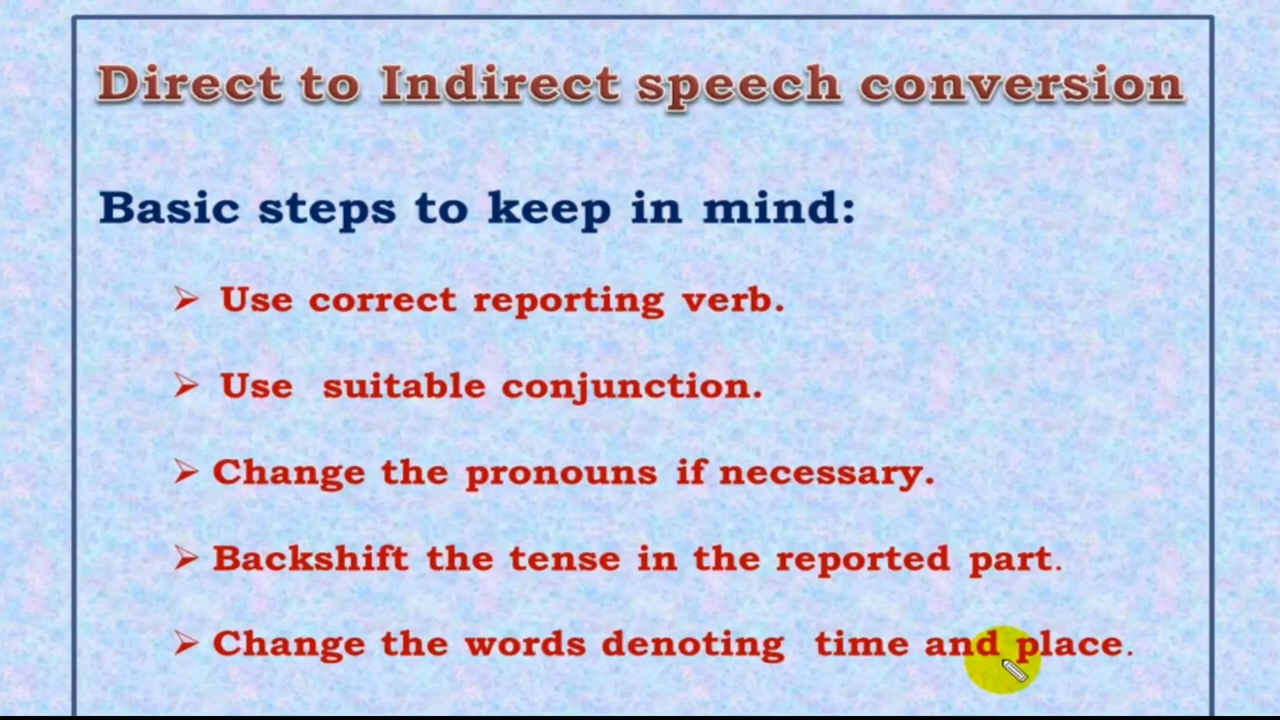 Direct to Indirect speech conversion
Basic steps to keep in mind:
➢ Use correct reporting verb.
➢ Use suitable conjunction.
➢ Change the pronouns if necessary.
➢ Backshift the tense in the reported part.
➢ Change the words denoting time and place.